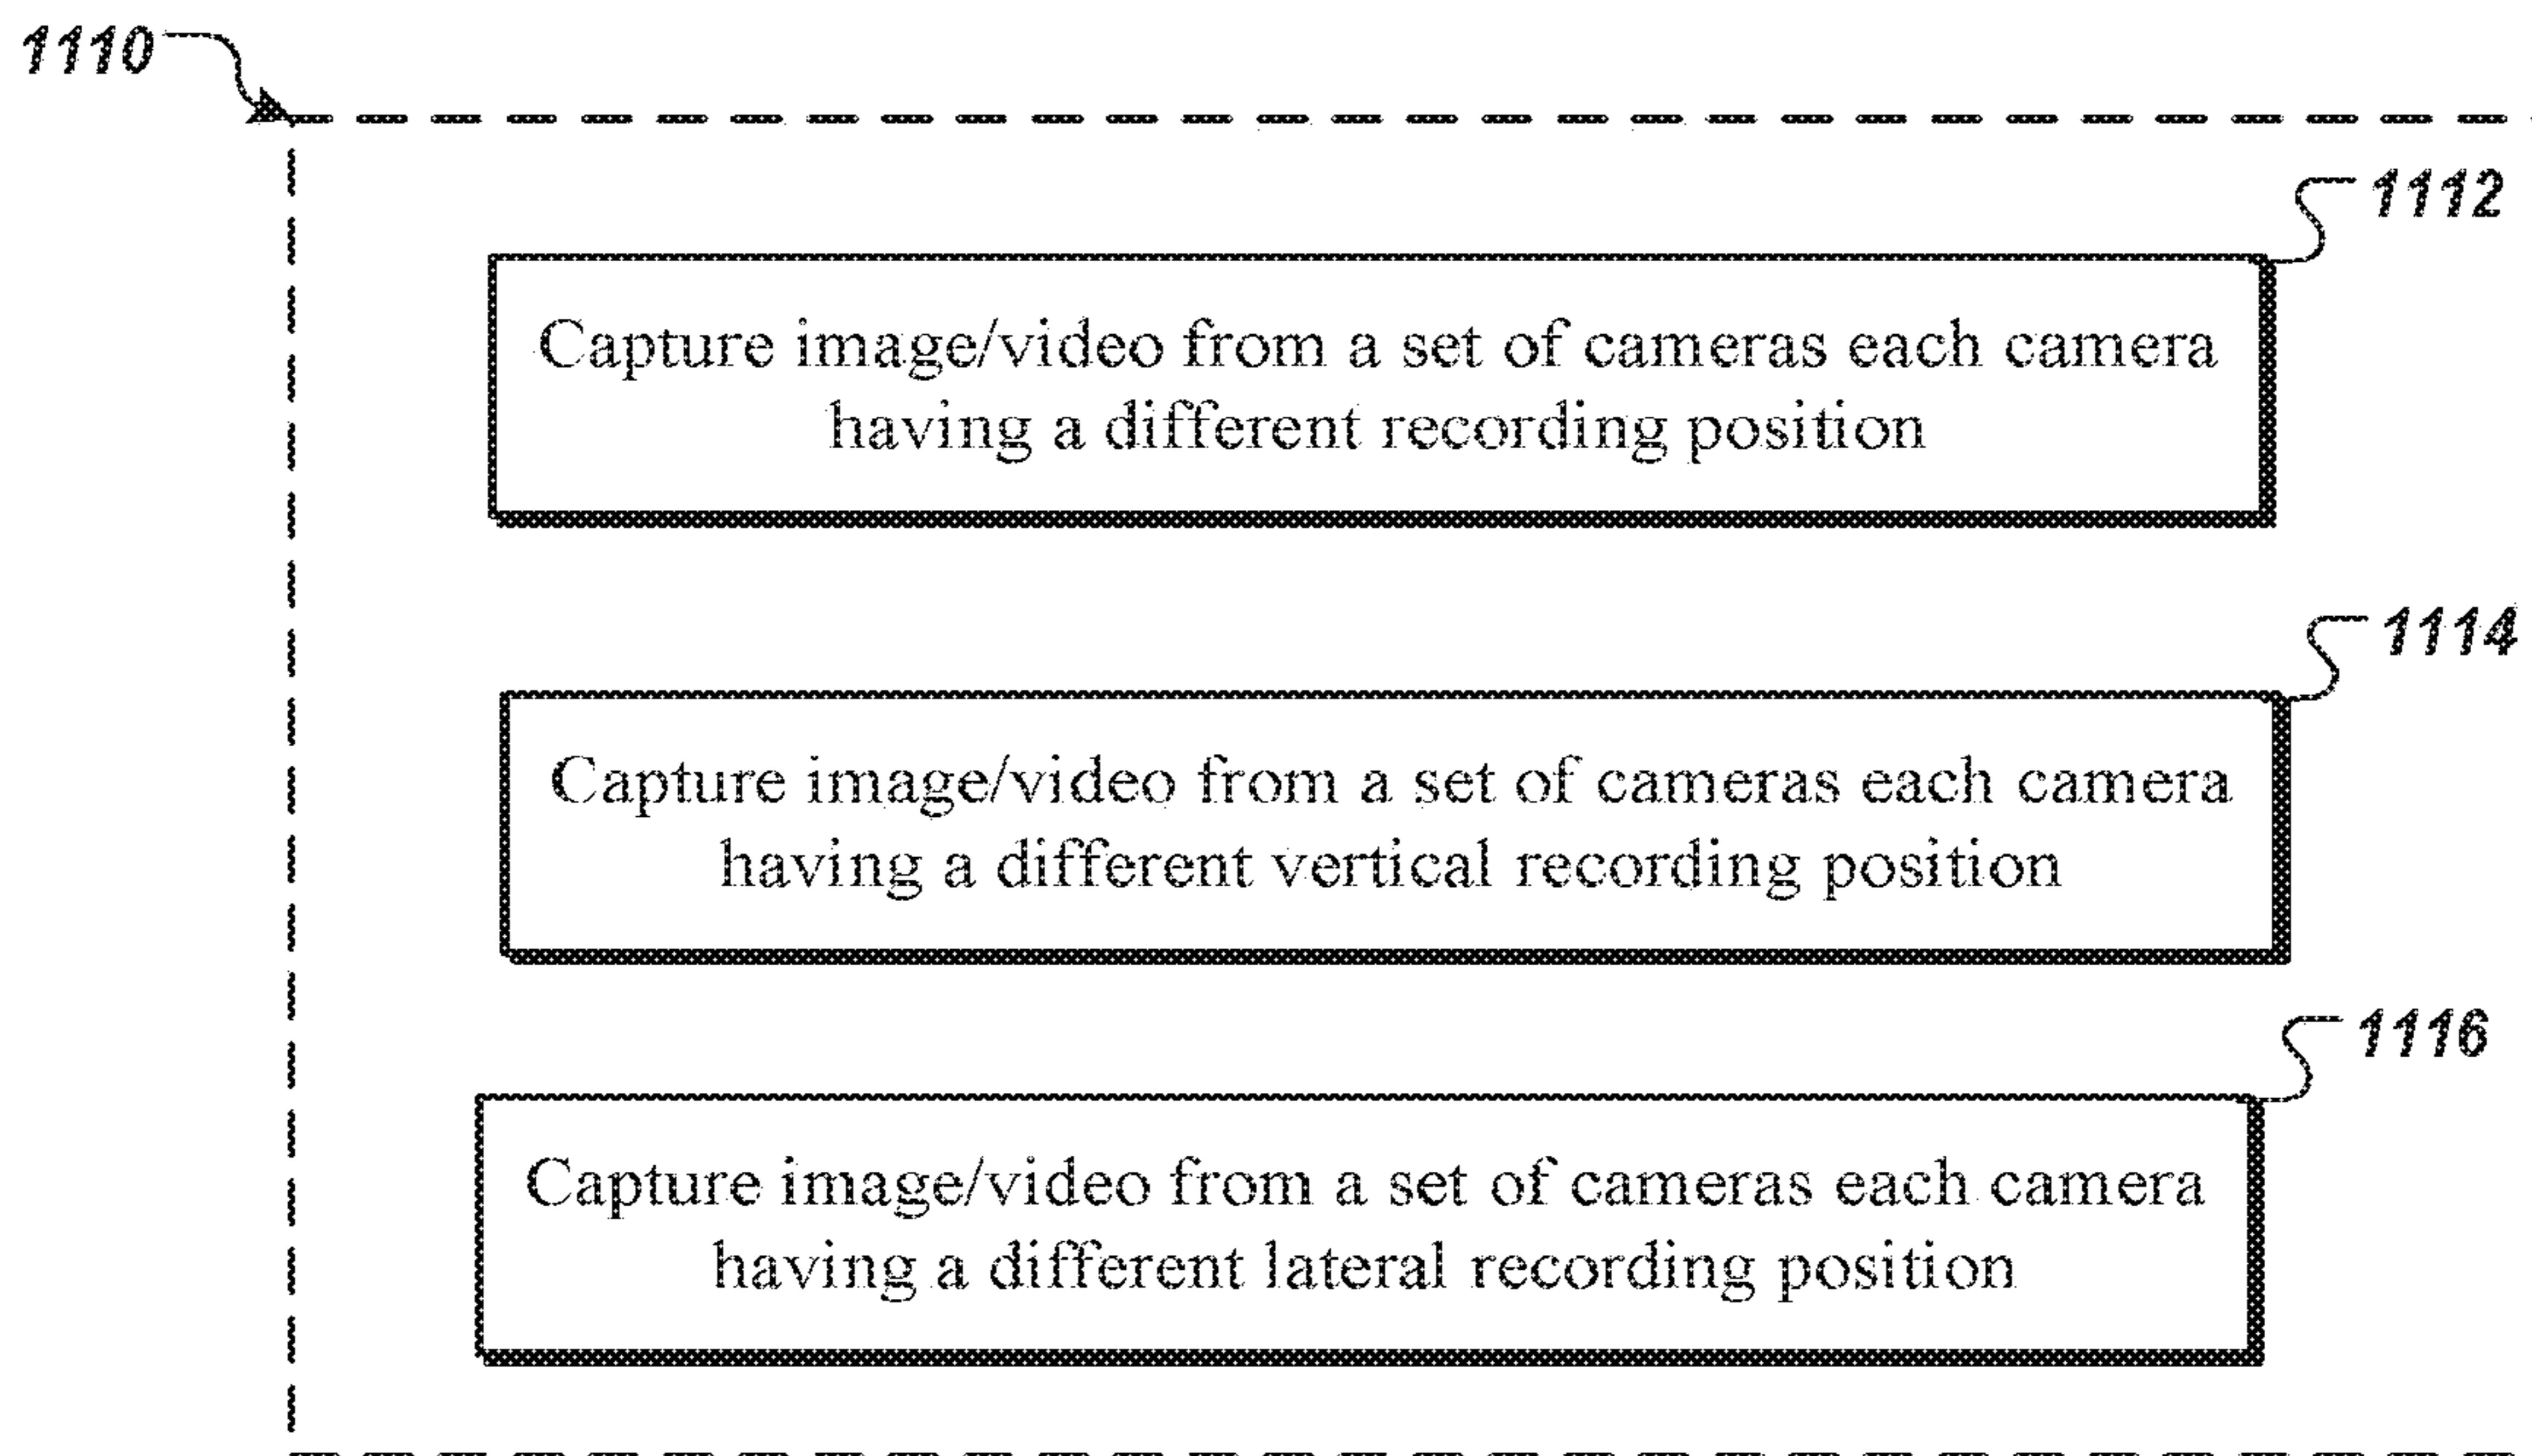 1110
1112
Capture image/video from a set of cameras each camera
having a different recording position
1114
Capture image/video from a set of cameras each camera
having a different vertical recording position
1116
Capture image/video from a set of cameras each camera
having a different lateral recording position